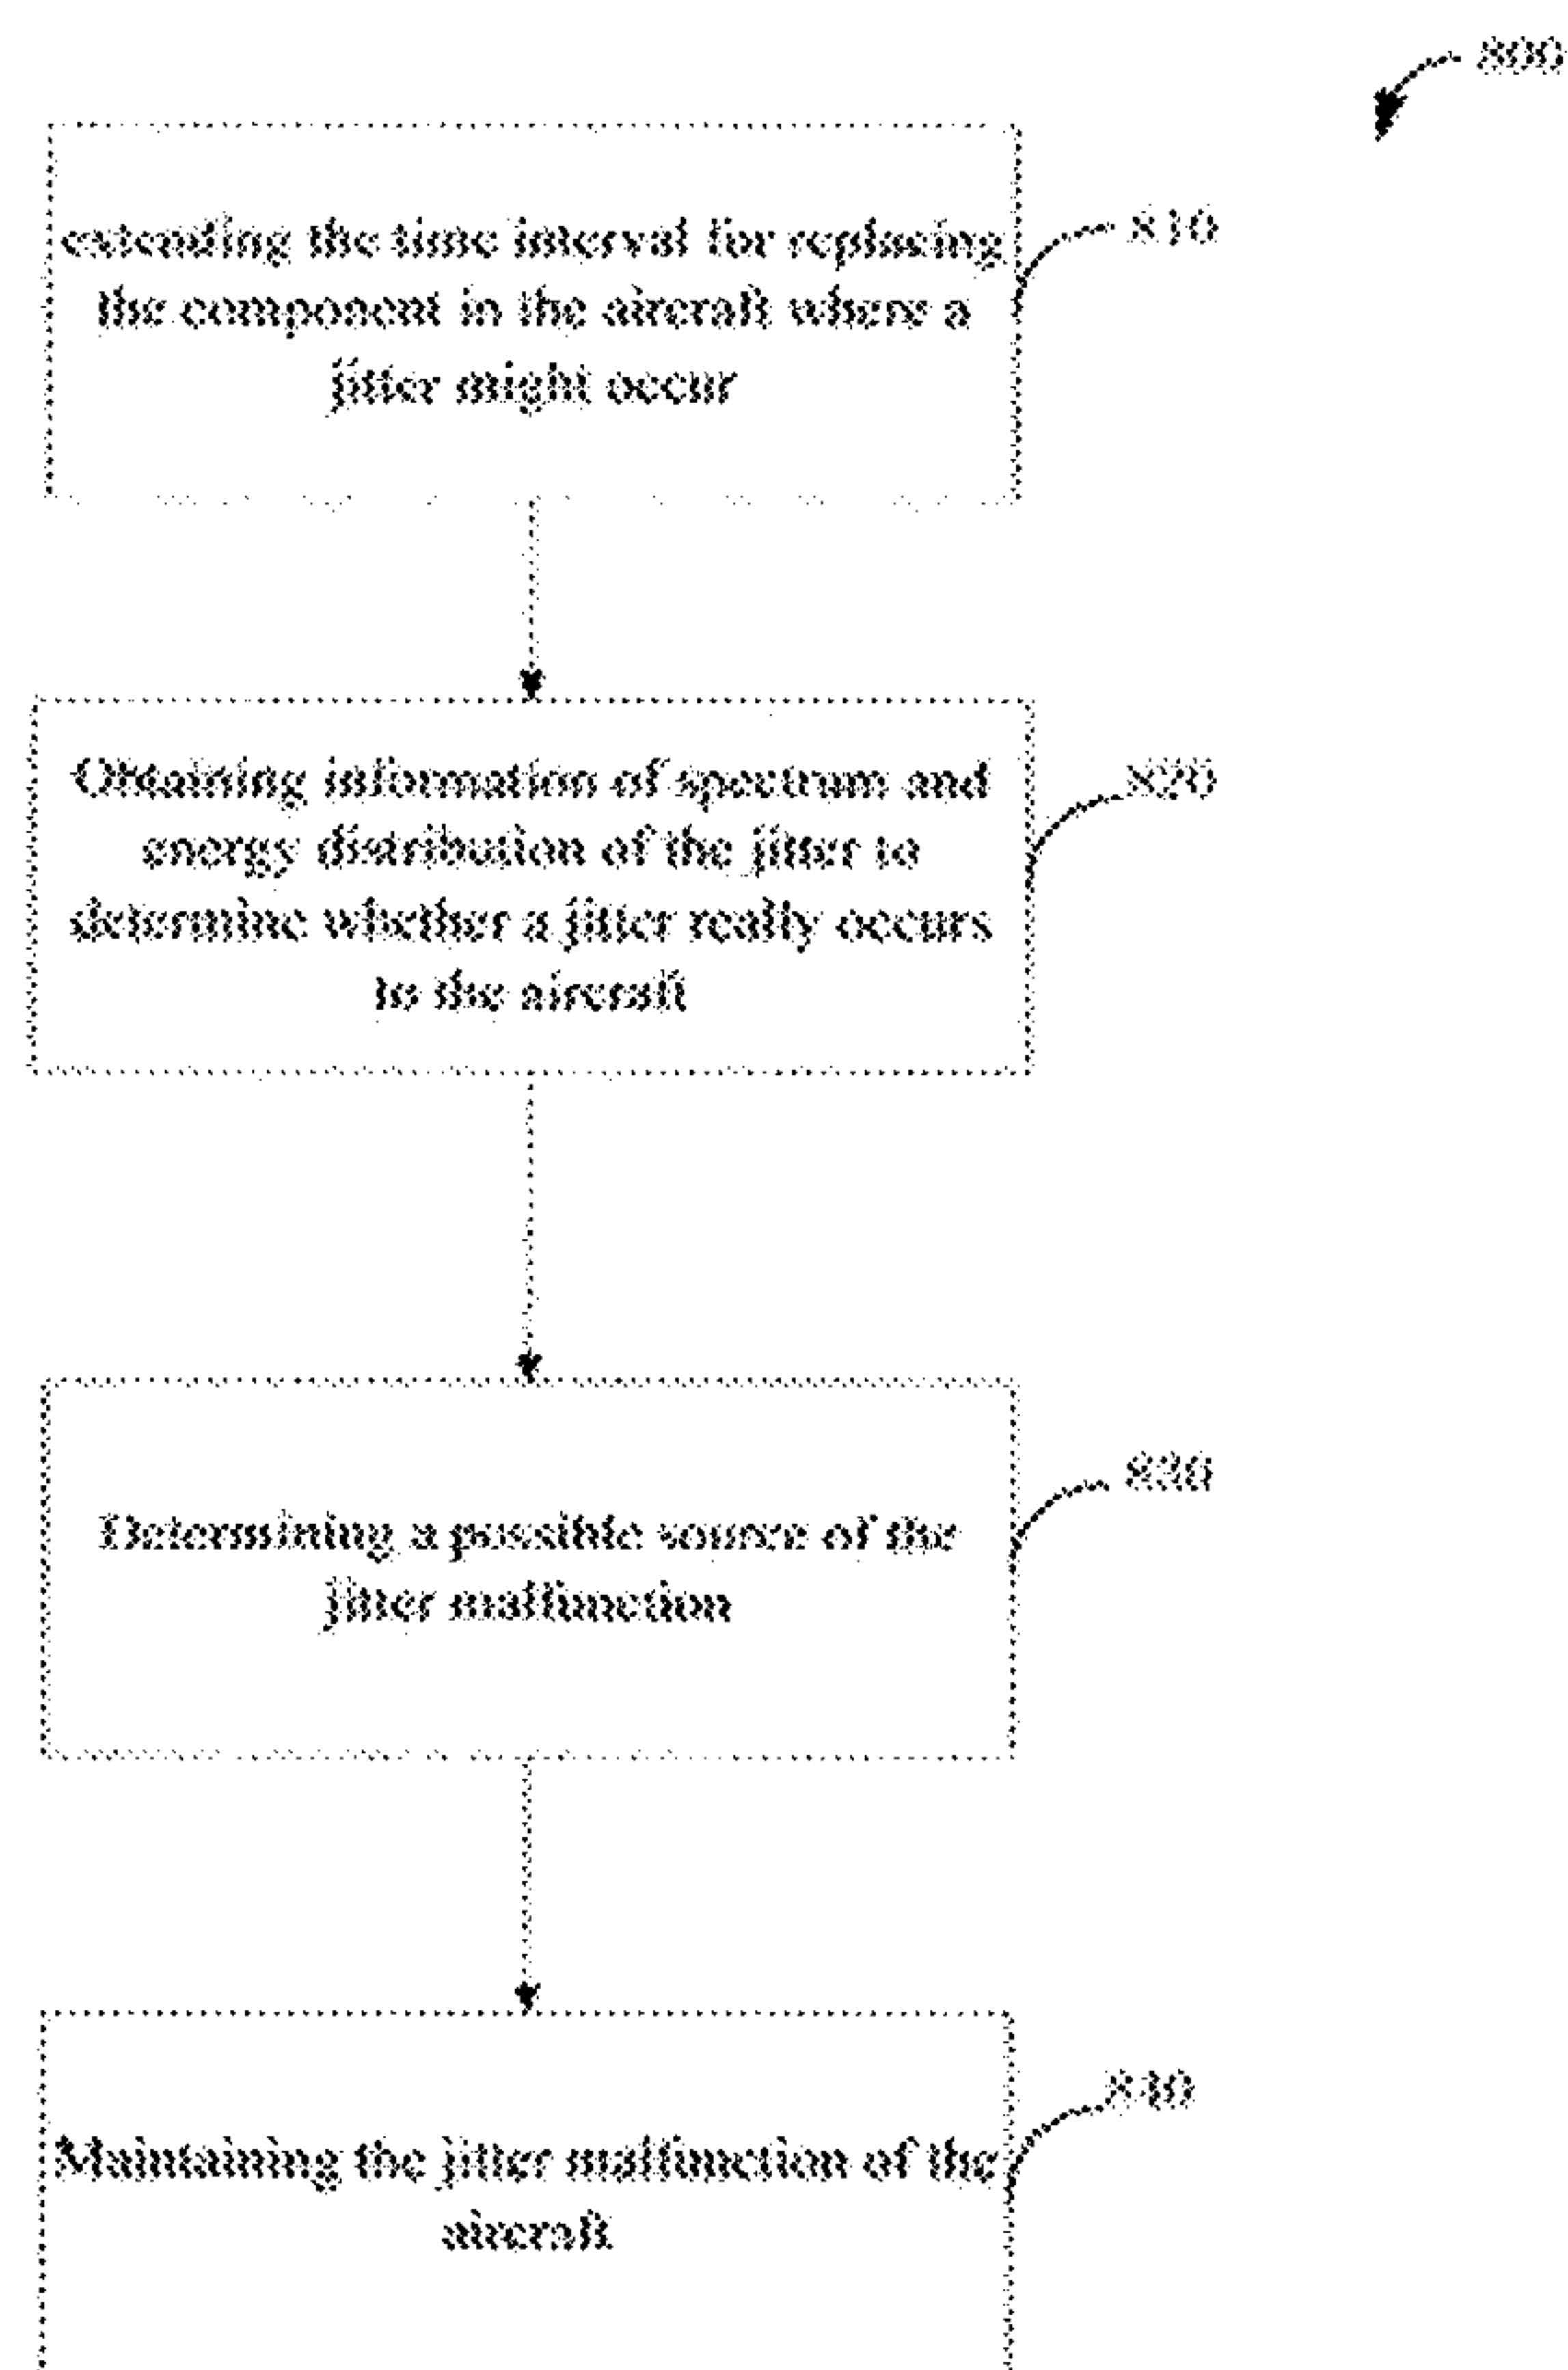 800
extending the time interval for replacing
the component in the aircraft where a
jitter might occur
810
Obtaining information of spectrum and
energy distribution of the jitter to
determine whether a jitter really occurs
to the aircraft
820
Determining a possible source of the
jitter malfunction
830
Maintaining the jitter malfunction of the
aircraft
840